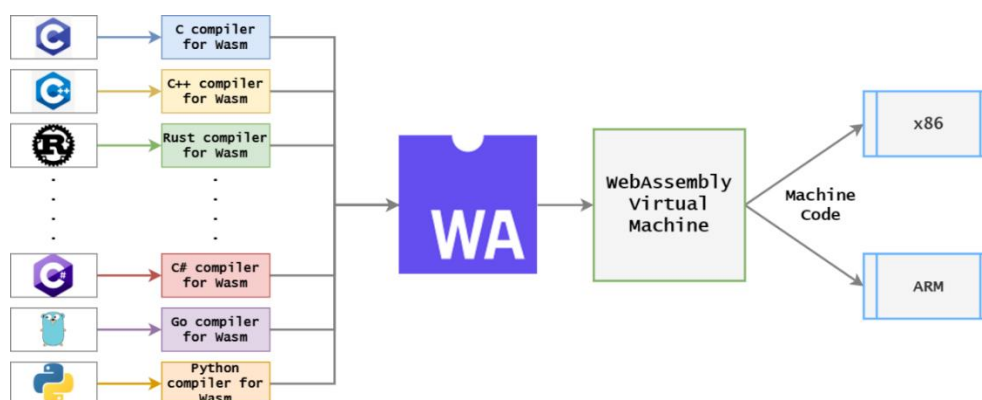 C compiler
for Wasm
C++ compiler
for Wasm
Rust compiler
for Wasm
C# compiler
for Wasm
Go compiler
for Wasm
Python
compiler for
Wasm
C
C++
R
C#
WA
WebAssembly
Virtual
Machine
Machine
Code
x86
ARM